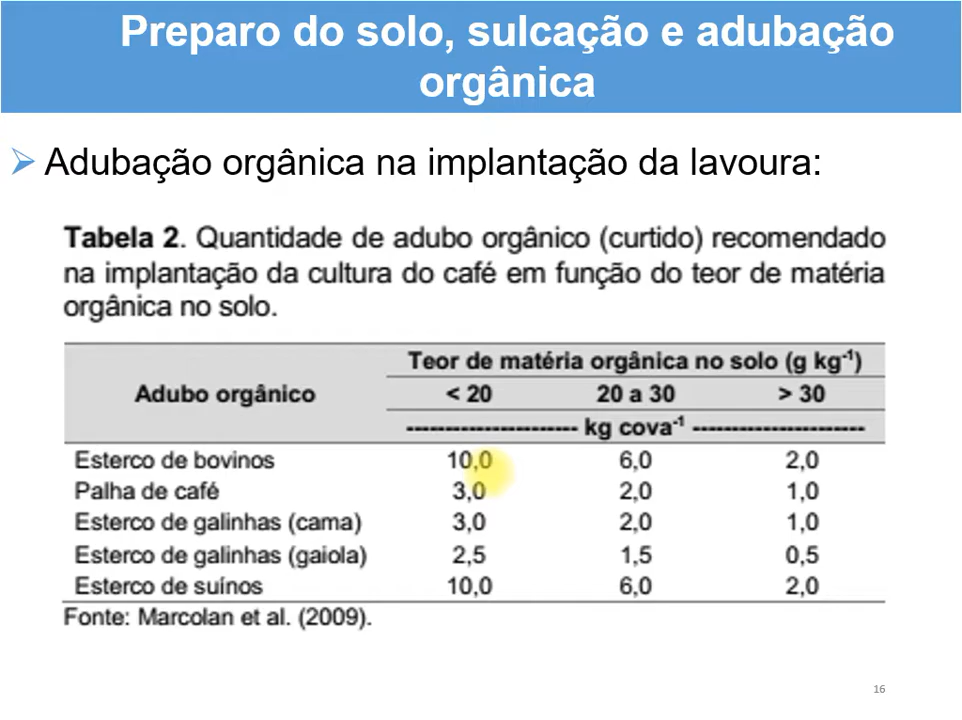 Preparo do solo, sulcação e adubação
orgânica
Adubação orgânica na implantação da lavoura:
Tabela 2. Quantidade de adubo orgânico (curtido) recomendado
na implantação da cultura do café em função do teor de matéria
orgânica no solo.
Adubo orgânico
Teor de matéria orgânica no solo (g kg⁻¹)
< 20 20 a 30 > 30
---------------------- kg cova⁻¹ ----------------------
Esterco de bovinos 10,0 6,0 2,0
Palha de café 3,0 2,0 1,0
Esterco de galinhas (cama) 3,0 2,0 1,0
Esterco de galinhas (gaiola) 2,5 1,5 0,5
Esterco de suínos 10,0 6,0 2,0
Fonte: Marcolan et al. (2009).
16